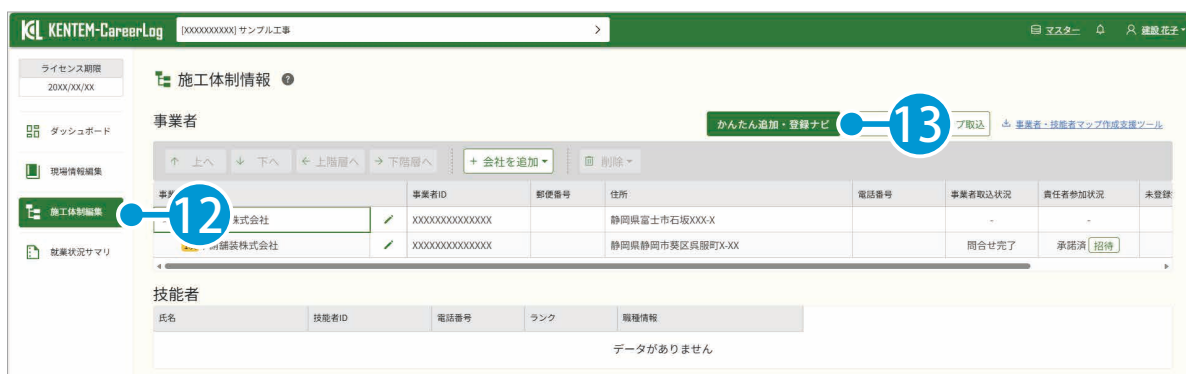 KCL KENTEM-CareerLog [XXXXXXXXXX] サンプル工事 > マスター 建設 花子
ライセンス期限
20XX/XX/XX
施工体制情報 ?
ダッシュボード
現場情報編集
施工体制編集
就業状況サマリ
事業者
かんたん追加・登録ナビ 13 プ取込 事業者・技能者マップ作成支援ツール
↑ 上へ ↓ 下へ ← 上階層へ → 下階層へ + 会社を追加 削除
事業者ID 郵便番号 住所 電話番号 事業者取込状況 責任者参加状況 未登録
12 株式会社 XXXXXXXXXXXXXX 静岡県富士市石坂XXX-X - -
舗装株式会社 XXXXXXXXXXXXXX 静岡県静岡市葵区呉服町X-XX 問合せ完了 承諾済 招待
技能者
氏名 技能者ID 電話番号 ランク 職種情報
データがありません